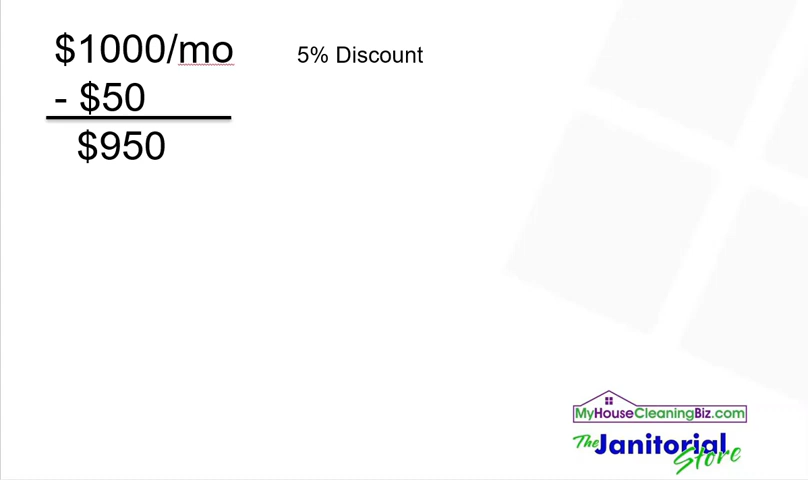 $1000/mo 5% Discount
- $50
$950
MyHouseCleaningBiz.com
The Janitorial
Store